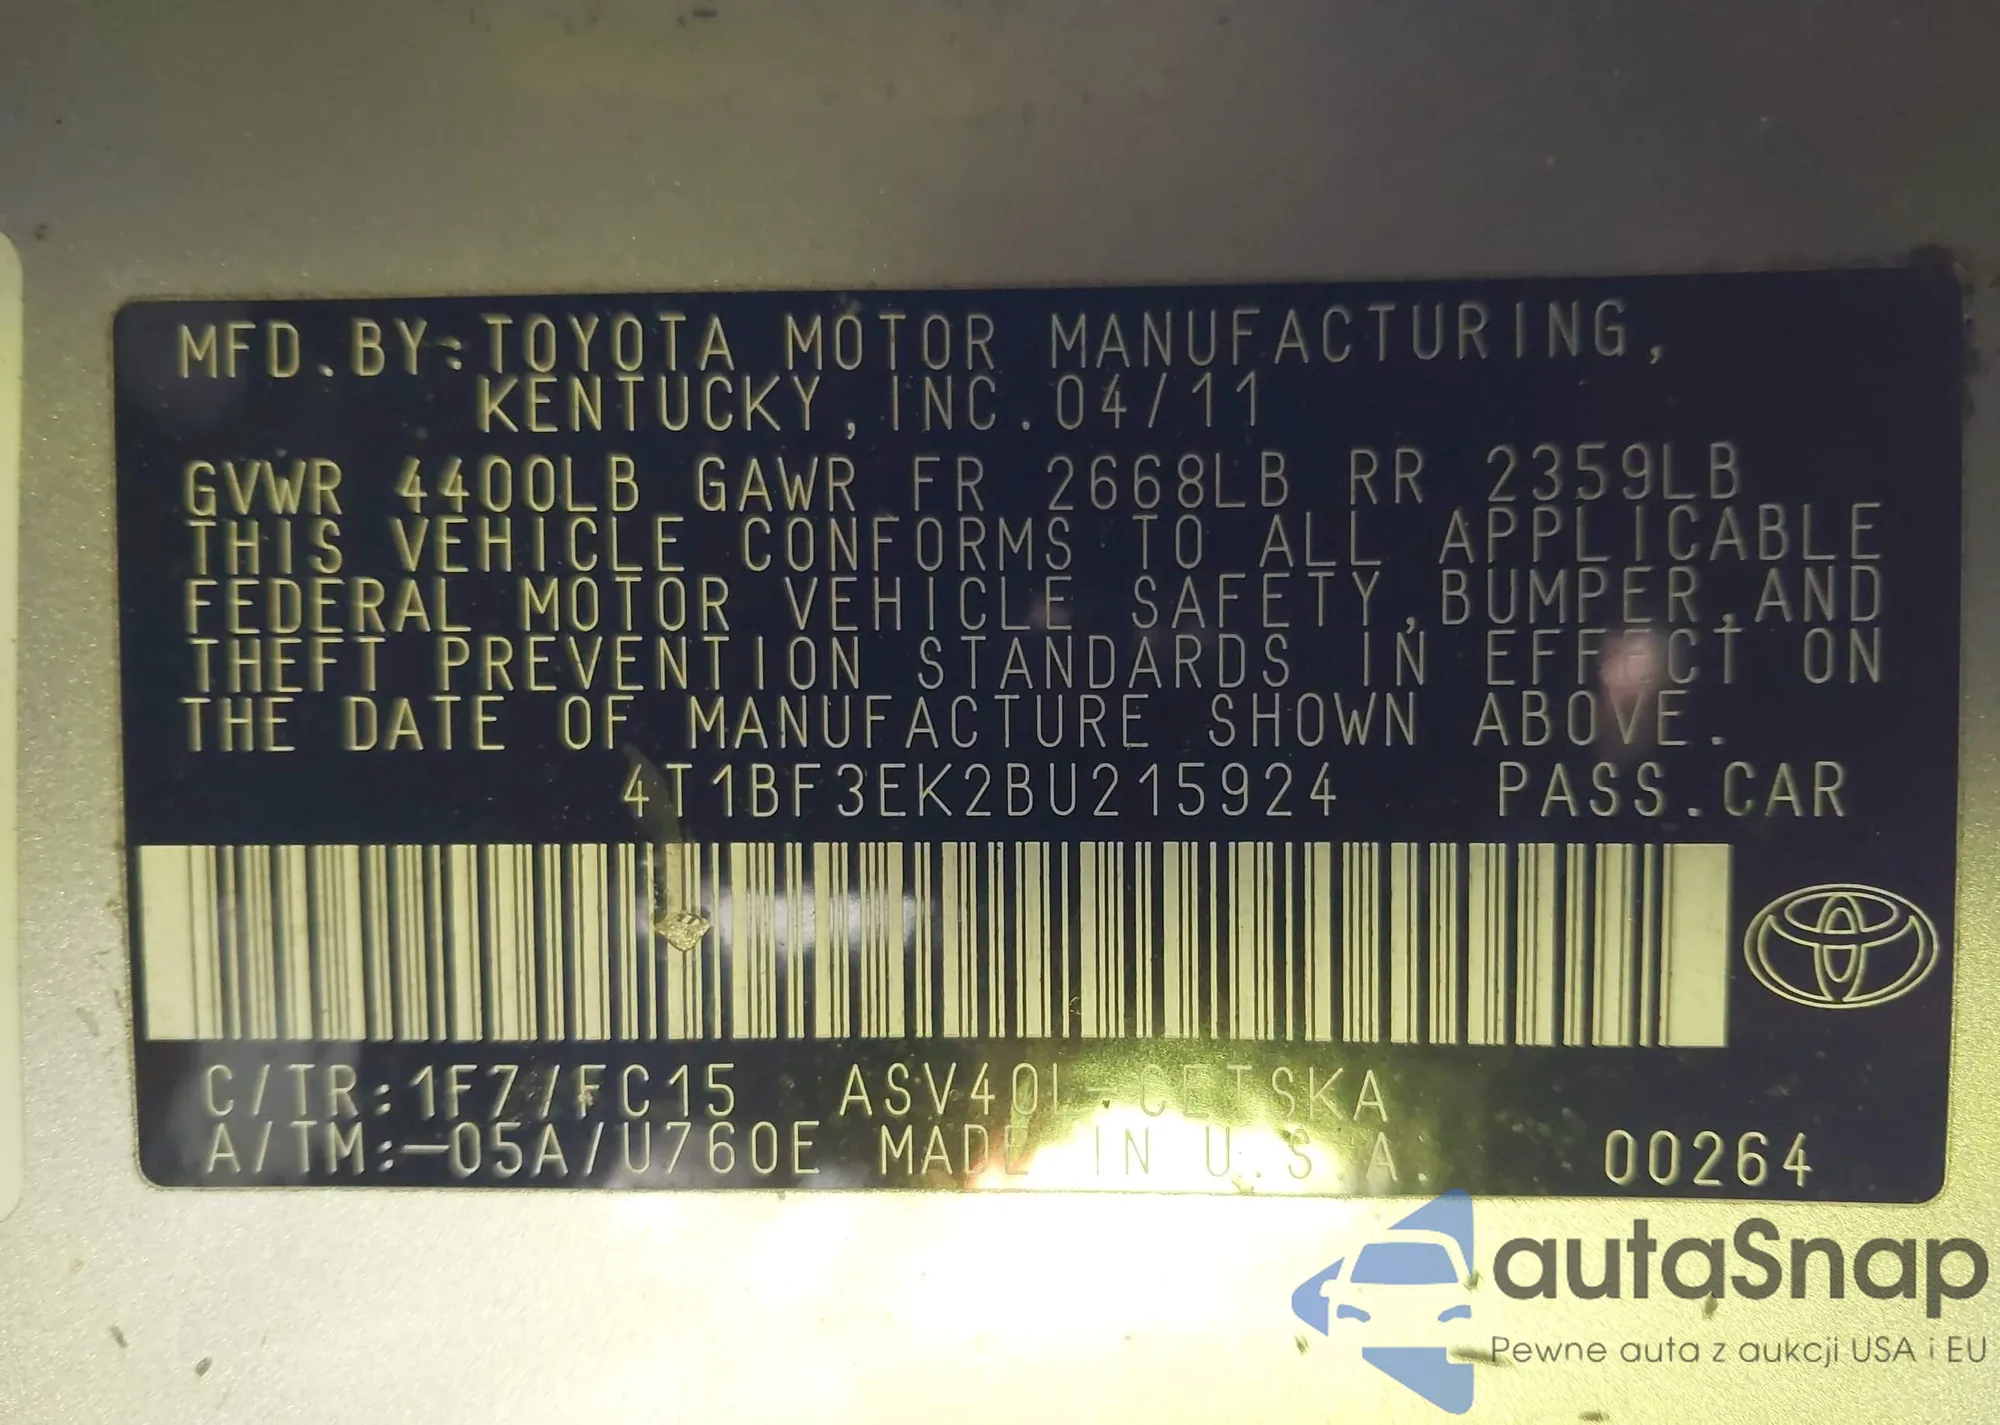 MFD.BY:TOYOTA MOTOR MANUFACTURING,
KENTUCKY,INC.04/11
GVWR 4400LB GAWR FR 2668LB RR 2359LB
THIS VEHICLE CONFORMS TO ALL APPLICABLE
FEDERAL MOTOR VEHICLE SAFETY,BUMPER,AND
THEFT PREVENTION STANDARDS IN EFFECT ON
THE DATE OF MANUFACTURE SHOWN ABOVE.
4T1BF3EK2BU215924 PASS.CAR
C/TR:1F7/FC15 ASV40L-CETSKA
A/TM:-05A/U760E MADE IN U.S.A. 00264
autaSnap
Pewne auta z aukcji USA i EU